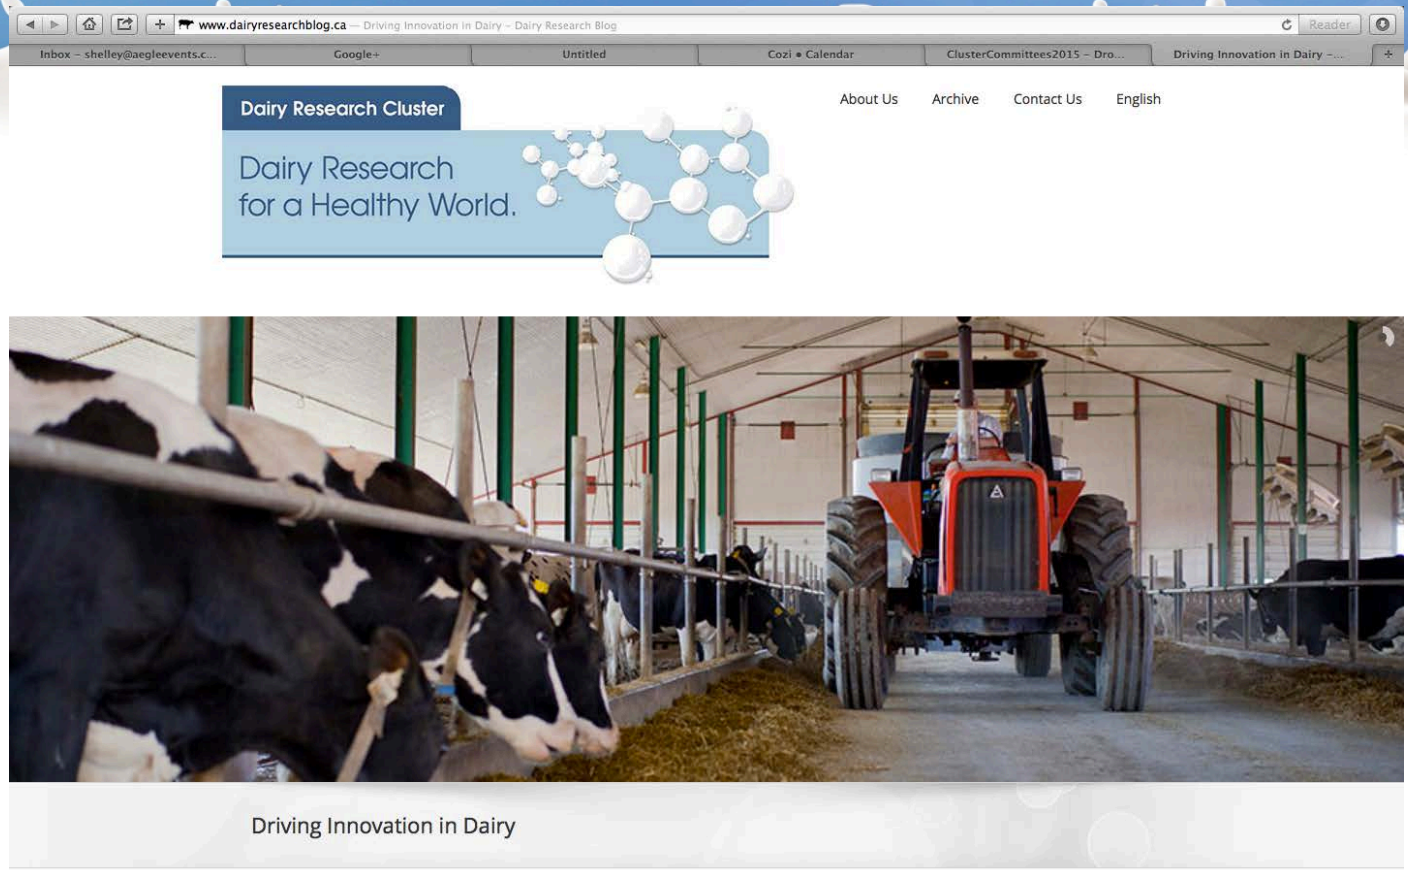 www.dairyresearchblog.ca — Driving Innovation in Dairy – Dairy Research Blog
Reader
Inbox – shelley@aegleevents.c...
Google+
Untitled
Cozi • Calendar
ClusterCommittees2015 – Dro...
Driving Innovation in Dairy –...
Dairy Research Cluster
About Us
Archive
Contact Us
English
Dairy Research
for a Healthy World.
Driving Innovation in Dairy